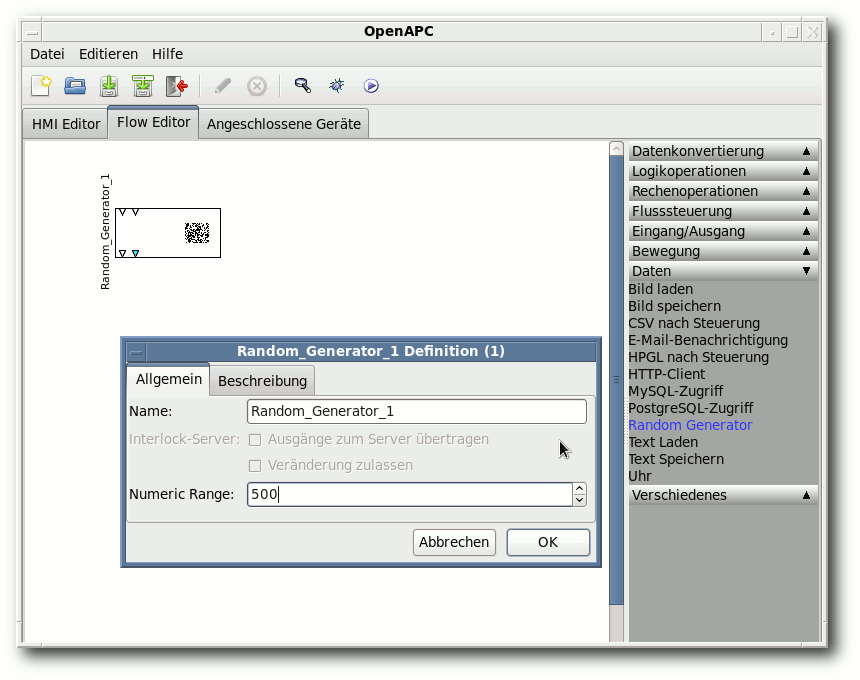 OpenAPC
Datei Editieren Hilfe
HMI Editor Flow Editor Angeschlossene Geräte
Random_Generator_1
Datenkonvertierung
Logikoperationen
Rechenoperationen
Flusssteuerung
Eingang/Ausgang
Bewegung
Daten
Bild laden
Bild speichern
CSV nach Steuerung
E-Mail-Benachrichtigung
HPGL nach Steuerung
HTTP-Client
MySQL-Zugriff
PostgreSQL-Zugriff
Random Generator
Text Laden
Text Speichern
Uhr
Verschiedenes
Random_Generator_1 Definition (1)
Allgemein Beschreibung
Name: Random_Generator_1
Interlock-Server: Ausgänge zum Server übertragen
Veränderung zulassen
Numeric Range: 500
Abbrechen OK